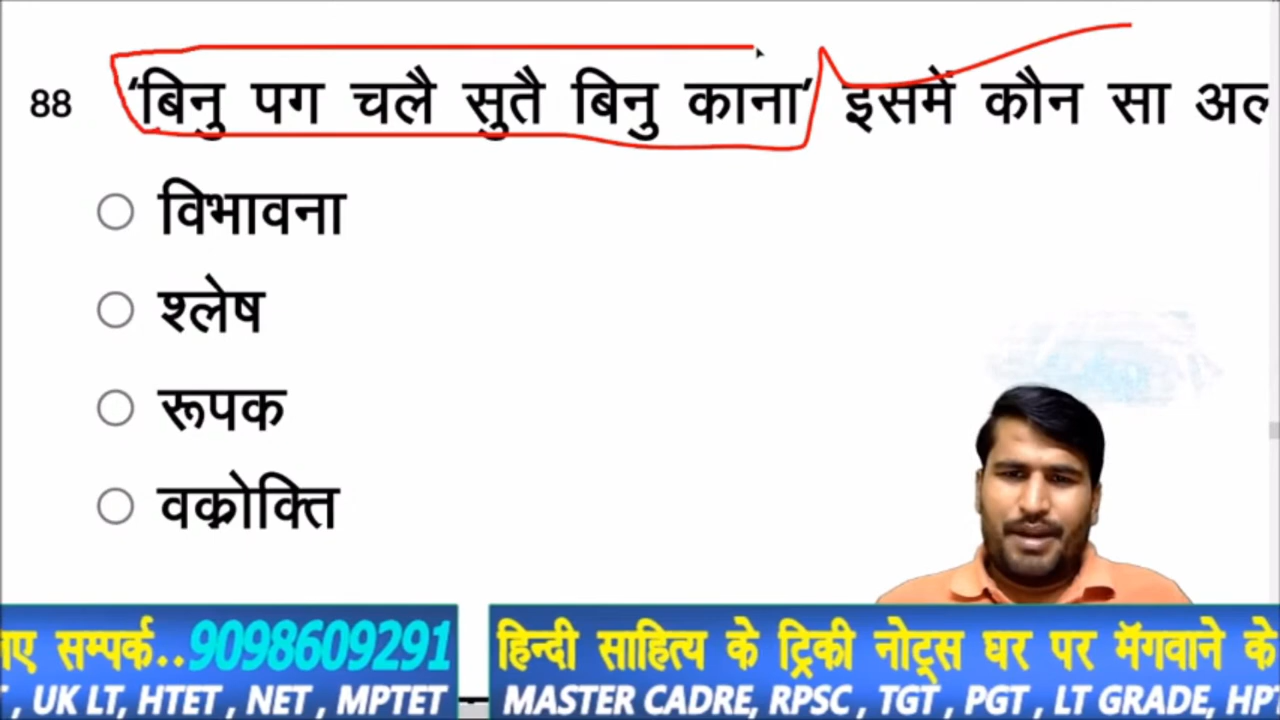 88 'बिनु पग चलै सुतै बिनु काना' इसमें कौन सा अल
विभावना
श्लेष
रूपक
वक्रोक्ति
िए सम्पर्क..9098609291
हिन्दी साहित्य के ट्रिकी नोट्स घर पर मॅगवाने के
, UK LT, HTET , NET , MPTET
MASTER CADRE, RPSC , TGT , PGT , LT GRADE, HPT